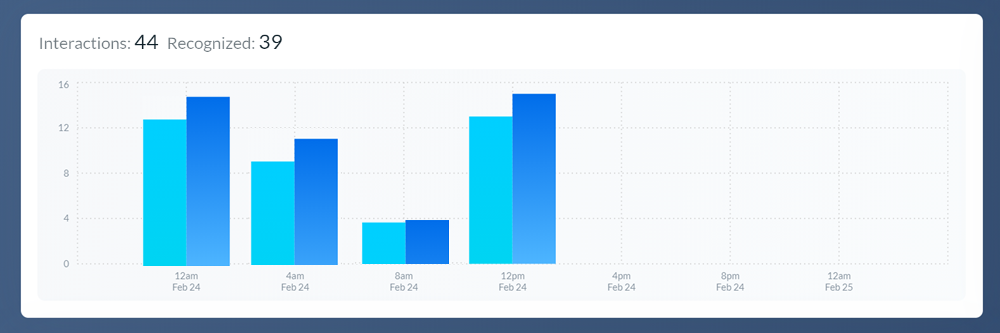 Interactions: 44 Recognized: 39
16
12
8
4
0
12am 4am 8am 12pm 4pm 8pm 12am
Feb 24 Feb 24 Feb 24 Feb 24 Feb 24 Feb 24 Feb 25